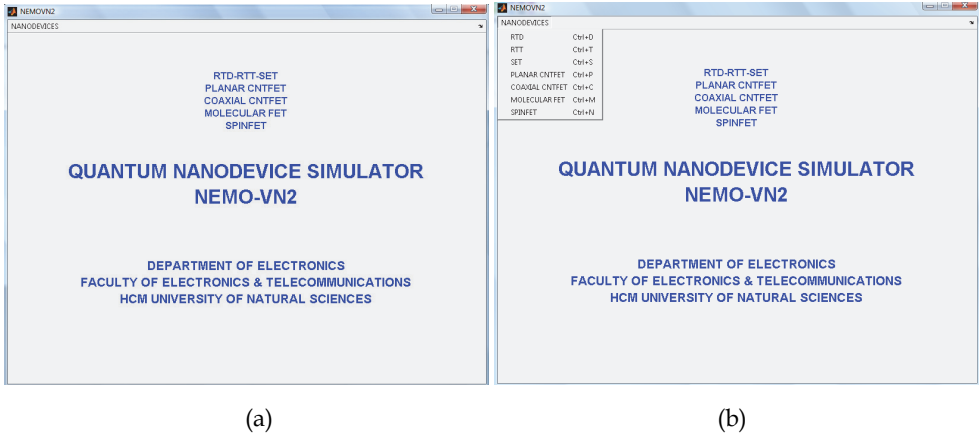 NEMOVN2
NANODEVICES
RTD-RTT-SET
PLANAR CNTFET
COAXIAL CNTFET
MOLECULAR FET
SPINFET
QUANTUM NANODEVICE SIMULATOR
NEMO-VN2
DEPARTMENT OF ELECTRONICS
FACULTY OF ELECTRONICS & TELECOMMUNICATIONS
HCM UNIVERSITY OF NATURAL SCIENCES
(a)
NEMOVN2
NANODEVICES
RTD Ctrl+D
RTT Ctrl+T
SET Ctrl+S
PLANAR CNTFET Ctrl+P
COAXIAL CNTFET Ctrl+C
MOLECULAR FET Ctrl+M
SPINFET Ctrl+N
RTD-RTT-SET
PLANAR CNTFET
COAXIAL CNTFET
MOLECULAR FET
SPINFET
QUANTUM NANODEVICE SIMULATOR
NEMO-VN2
DEPARTMENT OF ELECTRONICS
FACULTY OF ELECTRONICS & TELECOMMUNICATIONS
HCM UNIVERSITY OF NATURAL SCIENCES
(b)